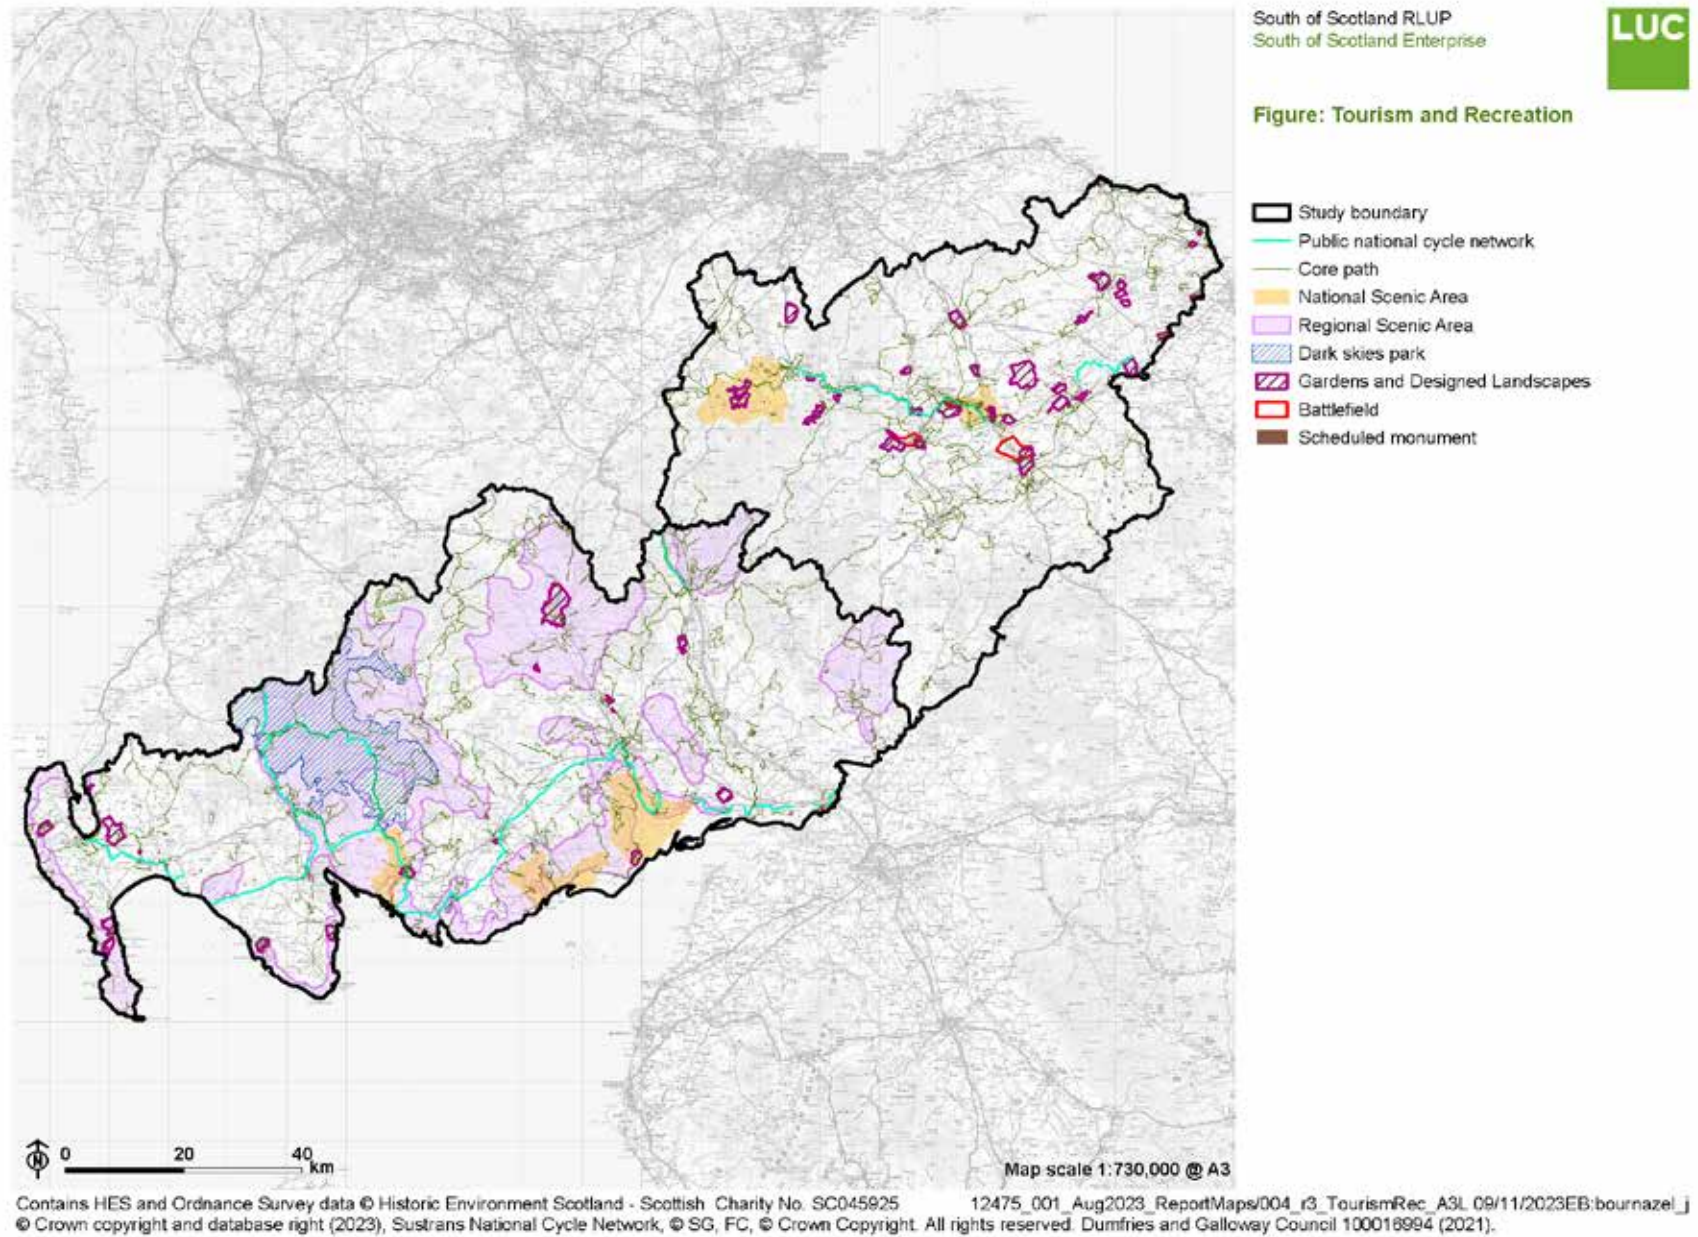 South of Scotland RLUP
South of Scotland Enterprise
LUC
Figure: Tourism and Recreation
Study boundary
Public national cycle network
Core path
National Scenic Area
Regional Scenic Area
Dark skies park
Gardens and Designed Landscapes
Battlefield
Scheduled monument
N
0 20 40 km
Map scale 1:730,000 @ A3
Contains HES and Ordnance Survey data © Historic Environment Scotland - Scottish Charity No. SC045925 12475_001_Aug2023_ReportMaps/004_r3_TourismRec_A3L 09/11/2023EB:bournazel_j
© Crown copyright and database right (2023), Sustrans National Cycle Network, © SG, FC, © Crown Copyright. All rights reserved. Dumfries and Galloway Council 100016994 (2021).